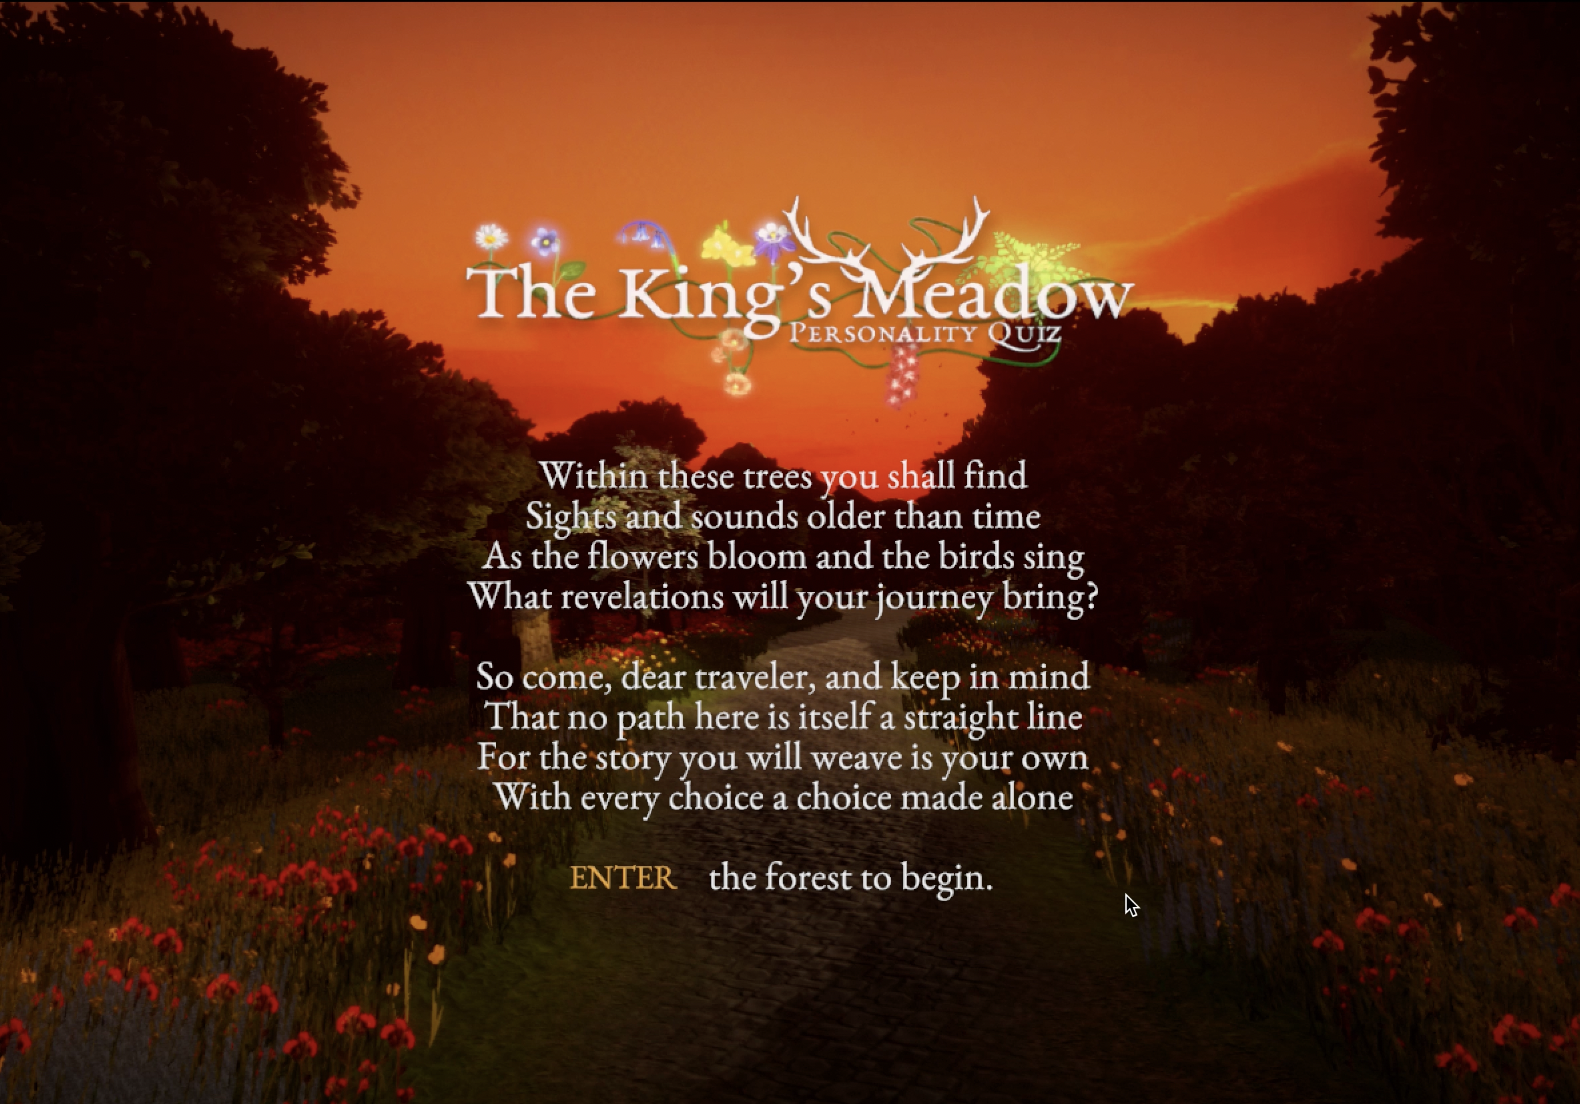 The King's Meadow
Personality Quiz
Within these trees you shall find
Sights and sounds older than time
As the flowers bloom and the birds sing
What revelations will your journey bring?
So come, dear traveler, and keep in mind
That no path here is itself a straight line
For the story you will weave is your own
With every choice a choice made alone
ENTER the forest to begin.